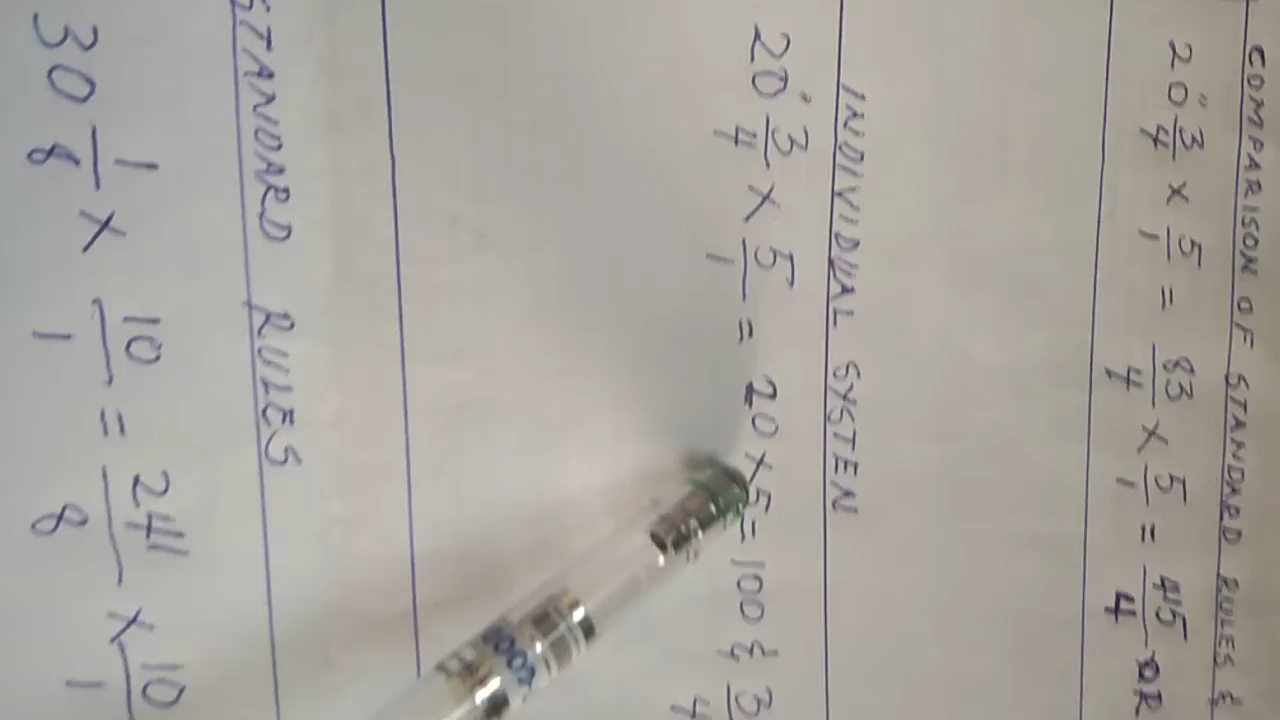 COMPARISON OF STANDARD RULES &
20" 3/4 × 5/1 = 83/4 × 5/1 = 415/4 OR
INDIVIDUAL SYSTEN
20" 3/4 × 5/1 = 20 × 5 = 100 & 3/4
STANDARD RULES
30 1/8 × 10/1 = 241/8 × 10/1